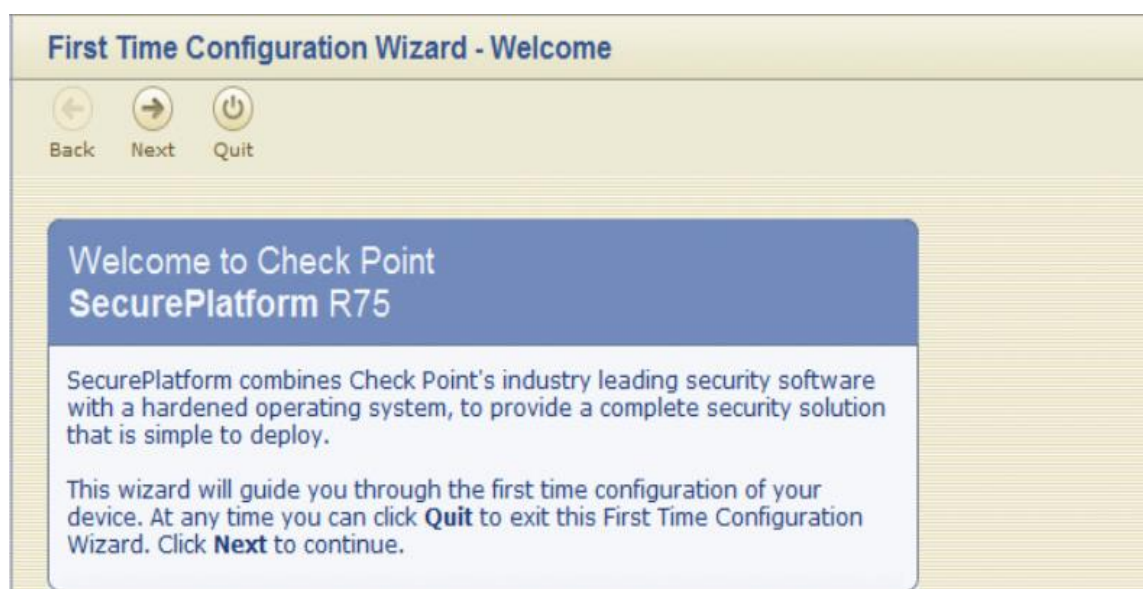 First Time Configuration Wizard - Welcome
Back Next Quit
Welcome to Check Point
SecurePlatform R75
SecurePlatform combines Check Point's industry leading security software
with a hardened operating system, to provide a complete security solution
that is simple to deploy.
This wizard will guide you through the first time configuration of your
device. At any time you can click Quit to exit this First Time Configuration
Wizard. Click Next to continue.